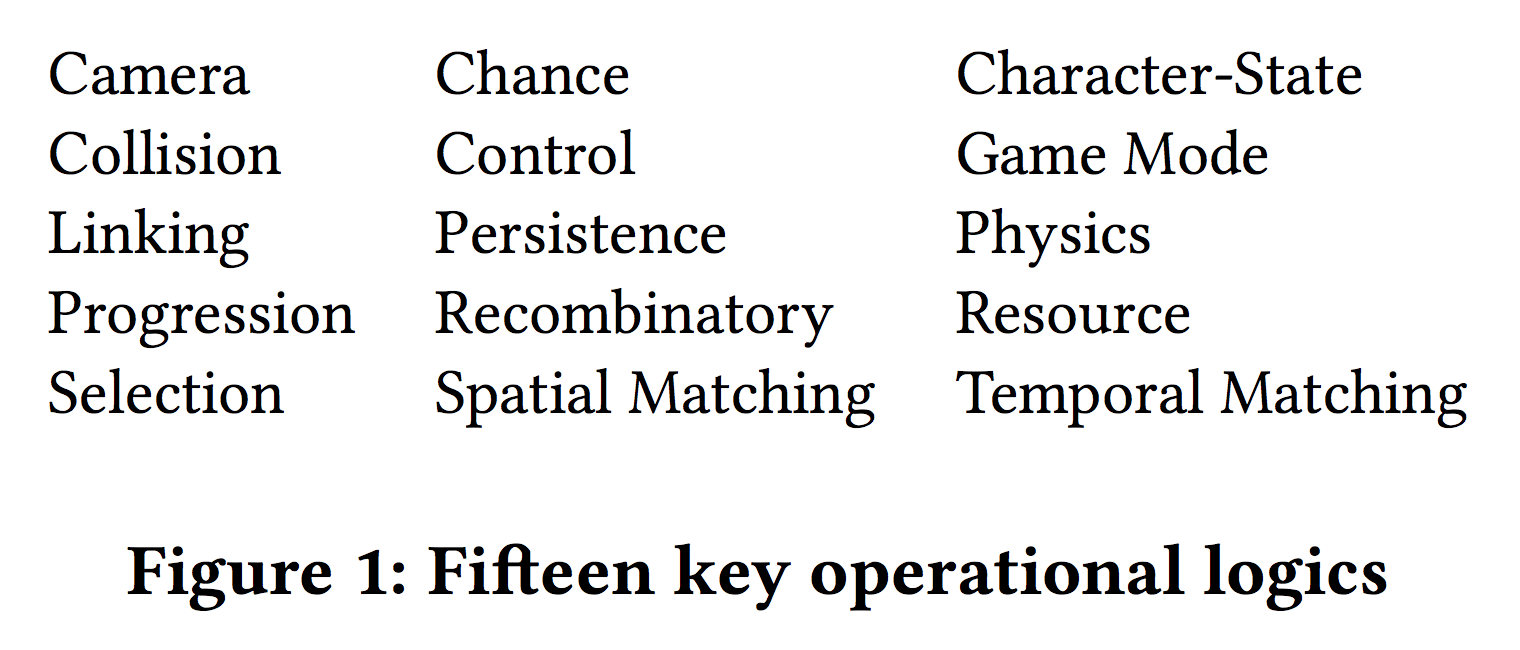 Camera Chance Character-State
Collision Control Game Mode
Linking Persistence Physics
Progression Recombinatory Resource
Selection Spatial Matching Temporal Matching
Figure 1: Fifteen key operational logics